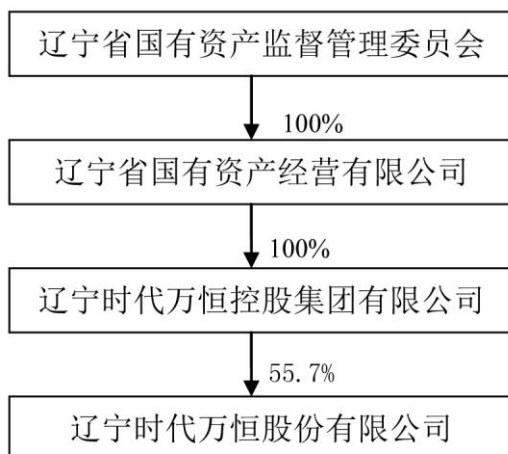 辽宁省国有资产监督管理委员会
100%
辽宁省国有资产经营有限公司
100%
辽宁时代万恒控股集团有限公司
55.7%
辽宁时代万恒股份有限公司